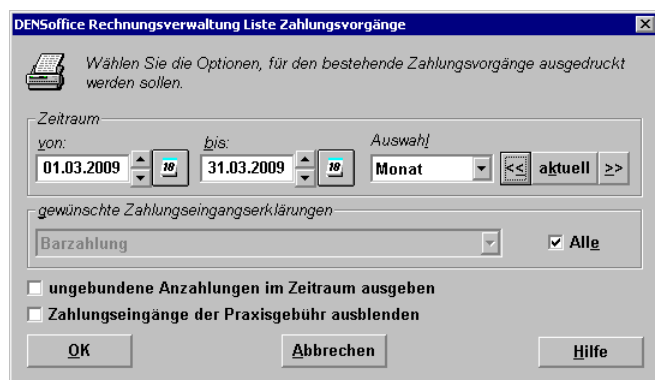 DENSoffice Rechnungsverwaltung Liste Zahlungsvorgänge
Wählen Sie die Optionen, für den bestehende Zahlungsvorgänge ausgedruckt
werden sollen.
Zeitraum
von: bis: Auswahl
01.03.2009 18 31.03.2009 18 Monat << aktuell >>
gewünschte Zahlungseingangserklärungen
Barzahlung Alle
ungebundene Anzahlungen im Zeitraum ausgeben
Zahlungseingänge der Praxisgebühr ausblenden
OK Abbrechen Hilfe